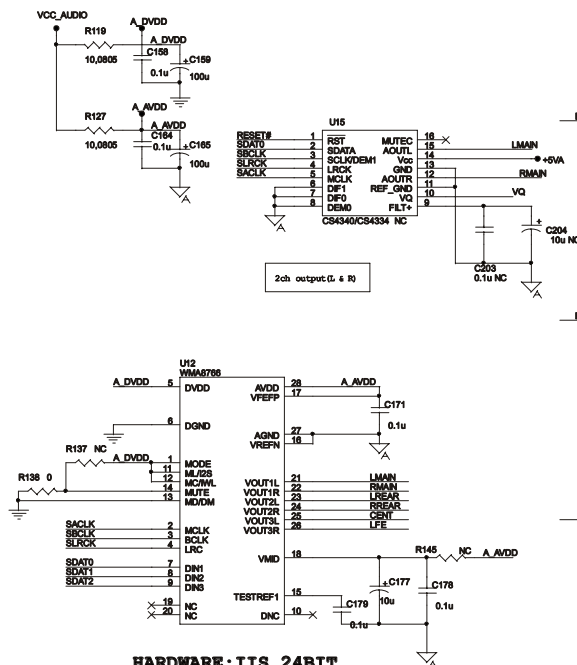 VCC_AUDIO
A_DVDD
R119
A_DVDD
C158
+C159
10,0805
0.1u
100u
A_AVDD
R127
A_AVDD
C164
+C165
10,0805
0.1u
100u
A
U15
RESET# 1 RST MUTEC 16
SDAT0 2 SDATA AOUTL 15 LMAIN
SBCLK 3 SCLK/DEM1 Vcc 14 +5VA
SLRCK 4 LRCK GND 13
SACLK 5 MCLK AOUTR 12 RMAIN
6 DIF1 REF_GND 11
7 DIF0 VQ 10 VQ
8 DEM0 FILT+ 9
CS4340/CS4334 NC
A
+
C204
10u NC
C203
0.1u NC
A
2ch output(L & R)
U12
WMA8766
A_DVDD 5 DVDD AVDD 28 A_AVDD
VFEFP 17
C171
0.1u
6 DGND
AGND 27
VREFN 16
A
R137 NC A_DVDD 1 MODE
11 ML/I2S
12 MC/IWL
R138 0
14 MUTE
13 MD/DM
VOUT1L 21 LMAIN
VOUT1R 22 RMAIN
VOUT2L 23 LREAR
VOUT2R 24 RREAR
VOUT3L 25 CENT
VOUT3R 26 LFE
SACLK 2 MCLK
SBCLK 3 BCLK
SLRCK 4 LRC
R145 NC A_AVDD
VMID 18
SDAT0 7 DIN1
SDAT1 8 DIN2
SDAT2 9 DIN3
+C177
10u
C178
0.1u
TESTREF1 15
19 NC
20 NC
DNC 10
C179
0.1u
A
HARDWARE:IIS 24BIT